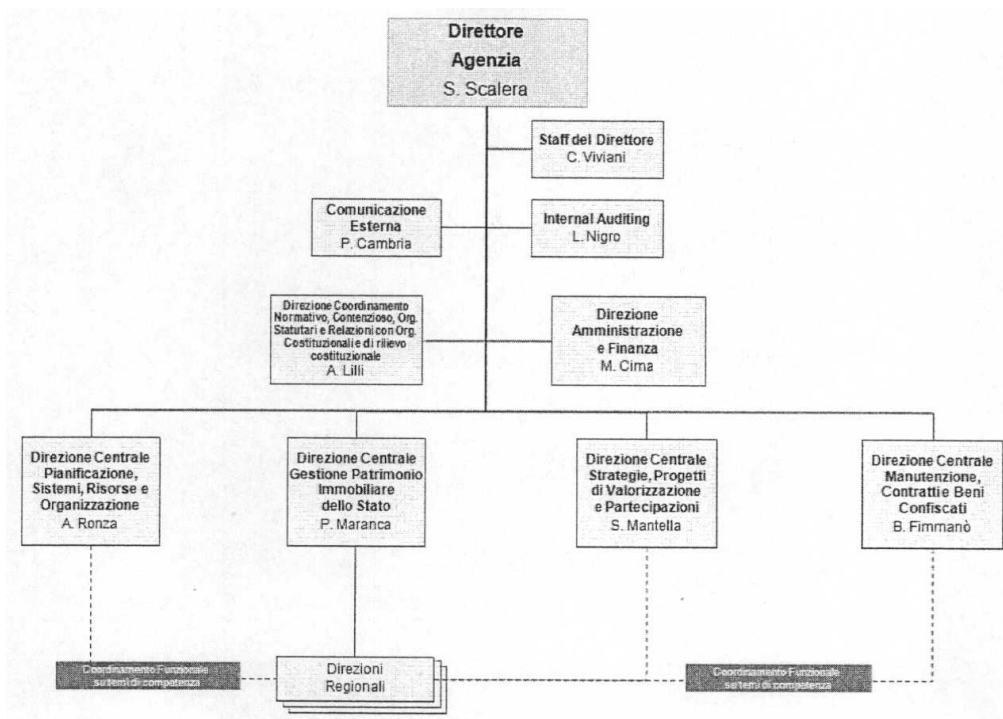 Direttore
Agenzia
S. Scalera
Staff del Direttore
C. Viviani
Comunicazione
Esterna
P. Cambria
Internal Auditing
L. Nigro
Direzione Coordinamento
Normativo, Contenzioso, Org.
Statutari e Relazioni con Org.
Costituzionali e di rilievo
costituzionale
A. Lilli
Direzione
Amministrazione
e Finanza
M. Cima
Direzione Centrale
Pianificazione,
Sistemi, Risorse e
Organizzazione
A. Ronza
Direzione Centrale
Gestione Patrimonio
Immobiliare
dello Stato
P. Maranca
Direzione Centrale
Strategie, Progetti
di Valorizzazione
e Partecipazioni
S. Mantella
Direzione Centrale
Manutenzione,
Contratti e Beni
Confiscati
B. Fimmanò
Coordinamento Funzionale
su temi di competenza
Direzioni
Regionali
Coordinamento Funzionale
su temi di competenza